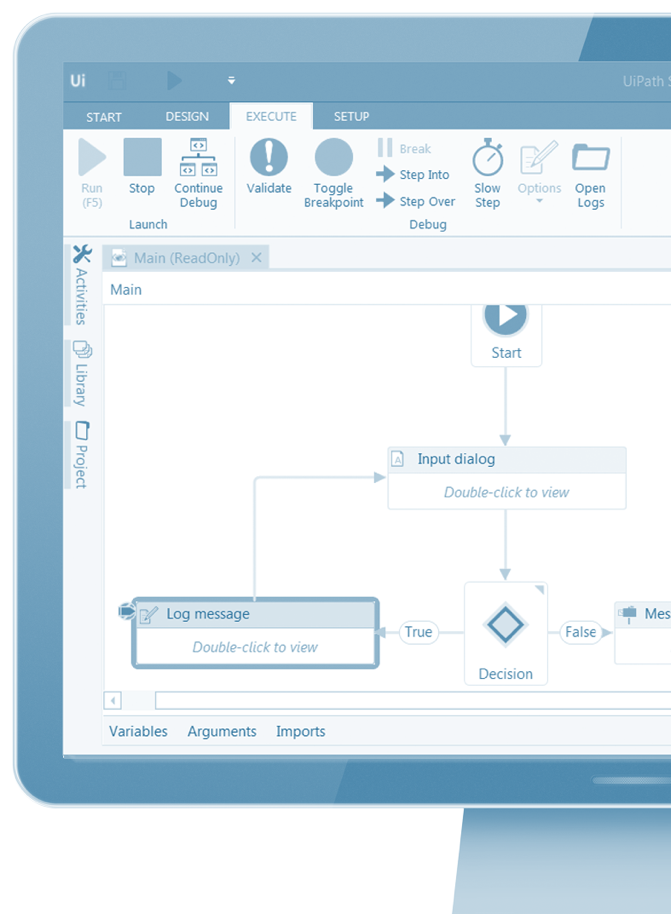 Ui
UiPath S
START DESIGN EXECUTE SETUP
Run
(F5)
Stop
Continue
Debug
Launch
Validate
Toggle
Breakpoint
Break
Step Into
Step Over
Slow
Step
Options
Open
Logs
Debug
Activities
Library
Project
Main (ReadOnly)
Main
Start
A
Input dialog
Double-click to view
Log message
Double-click to view
True
Decision
False
Mes
Variables Arguments Imports